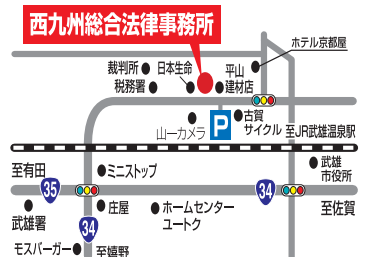 西九州総合法律事務所
ホテル京都屋
裁判所
日本生命
平山
建材店
税務署
山一カメラ
P
古賀
サイクル
至JR武雄温泉駅
至有田
ミニストップ
武雄
市役所
35
34
庄屋
ホームセンター
ユートク
至佐賀
武雄署
34
モスバーガー
至嬉野